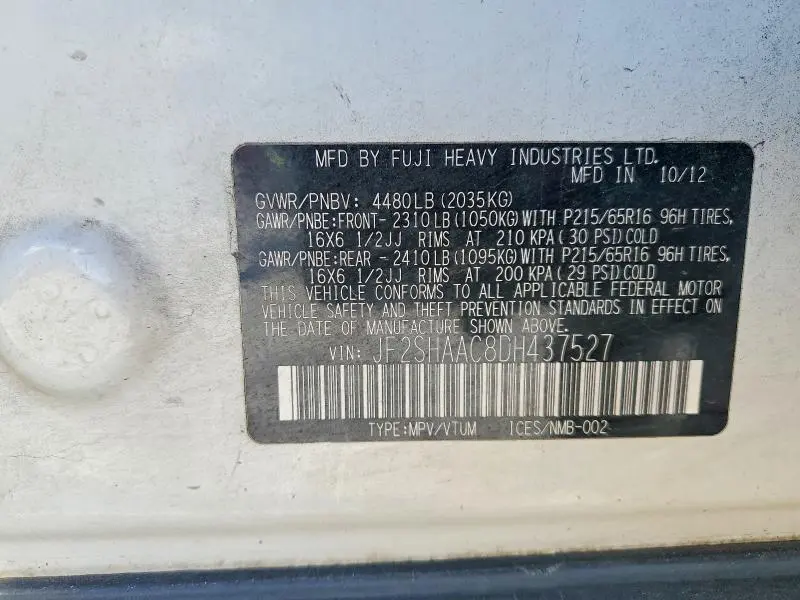 MFD BY FUJI HEAVY INDUSTRIES LTD.
MFD IN 10/12
GVWR/PNBV: 4480LB (2035KG)
GAWR/PNBE:FRONT-2310LB(1050KG)WITH P215/65R16 96H TIRES,
16X6 1/2JJ RIMS AT 210 KPA(30 PSI)COLD
GAWR/PNBE:REAR -2410LB(1095KG)WITH P215/65R16 96H TIRES,
16X6 1/2JJ RIMS AT 200 KPA(29 PSI)COLD
THIS VEHICLE CONFORMS TO ALL APPLICABLE FEDERAL MOTOR
VEHICLE SAFETY AND THEFT PREVENTION STANDARDS IN EFFECT ON
THE DATE OF MANUFACTURE SHOWN ABOVE.
VIN: JF2SHAAC8DH437527
TYPE:MPV/VTUM ICES/NMB-002